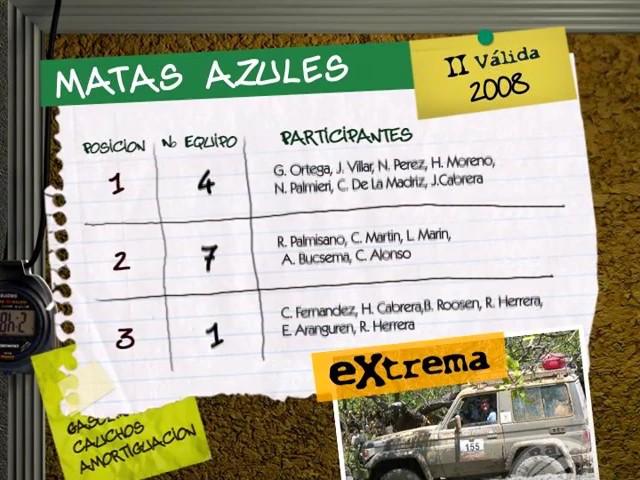 MATAS AZULES
II Válida
2008
POSICION No EQUIPO PARTICIPANTES
1 4 G. Ortega, J. Villar, N. Perez, H. Moreno,
N. Palmieri, C. De La Madriz, J.Cabrera
2 7 R. Palmisano, C. Martin, L. Marin,
A. Bucsema, C. Alonso
3 1 C. Fernandez, H. Cabrera,B. Roosen, R. Herrera,
E. Aranguren, R. Herrera
eXtrema
CAUCHOS
AMORTIGUACION
155